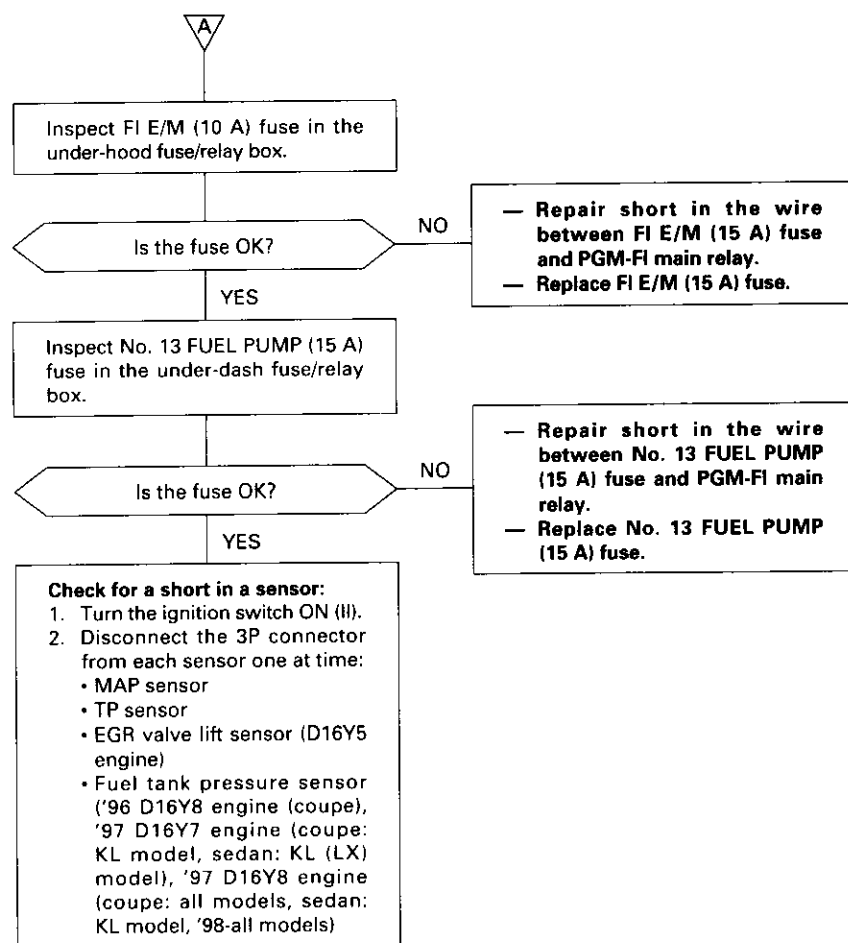 A
Inspect FI E/M (10 A) fuse in the
under-hood fuse/relay box.
Is the fuse OK?
NO
— Repair short in the wire
between FI E/M (15 A) fuse
and PGM-FI main relay.
— Replace FI E/M (15 A) fuse.
YES
Inspect No. 13 FUEL PUMP (15 A)
fuse in the under-dash fuse/relay
box.
Is the fuse OK?
NO
— Repair short in the wire
between No. 13 FUEL PUMP
(15 A) fuse and PGM-FI main
relay.
— Replace No. 13 FUEL PUMP
(15 A) fuse.
YES
Check for a short in a sensor:
1. Turn the ignition switch ON (II).
2. Disconnect the 3P connector
from each sensor one at time:
• MAP sensor
• TP sensor
• EGR valve lift sensor (D16Y5
engine)
• Fuel tank pressure sensor
('96 D16Y8 engine (coupe),
'97 D16Y7 engine (coupe:
KL model, sedan: KL (LX)
model), '97 D16Y8 engine
(coupe: all models, sedan:
KL model, '98-all models)